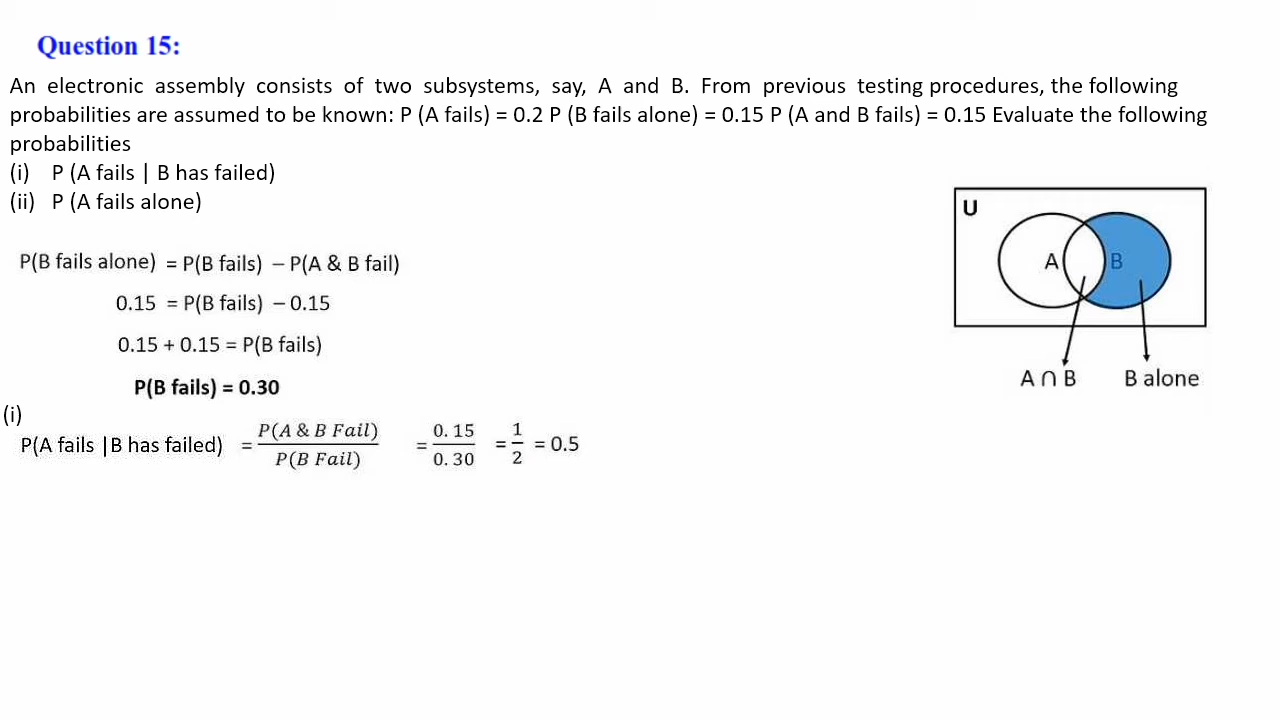 Question 15:
An electronic assembly consists of two subsystems, say, A and B. From previous testing procedures, the following
probabilities are assumed to be known: P (A fails) = 0.2 P (B fails alone) = 0.15 P (A and B fails) = 0.15 Evaluate the following
probabilities
(i) P (A fails | B has failed)
(ii) P (A fails alone)
U
A B
A ∩ B B alone
P(B fails alone) = P(B fails) − P(A & B fail)
0.15 = P(B fails) − 0.15
0.15 + 0.15 = P(B fails)
P(B fails) = 0.30
(i)
P(A fails |B has failed) = P(A & B Fail) / P(B Fail) = 0.15 / 0.30 = 1 / 2 = 0.5